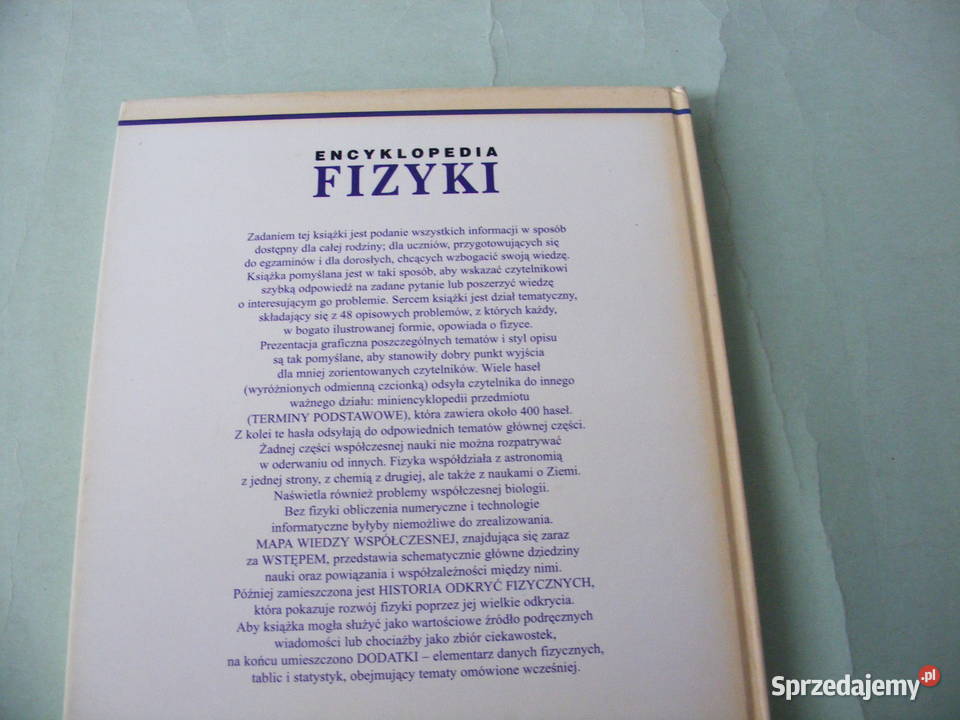 ENCYKLOPEDIA
FIZYKI
Zadaniem tej książki jest podanie wszystkich informacji w sposób
dostępny dla całej rodziny; dla uczniów, przygotowujących się
do egzaminów i dla dorosłych, chcących wzbogacić swoją wiedzę.
Książka pomyślana jest w taki sposób, aby wskazać czytelnikowi
szybką odpowiedź na zadane pytanie lub poszerzyć wiedzę
o interesującym go problemie. Sercem książki jest dział tematyczny,
składający się z 48 opisowych problemów, z których każdy,
w bogato ilustrowanej formie, opowiada o fizyce.
Prezentacja graficzna poszczególnych tematów i styl opisu
są tak pomyślane, aby stanowiły dobry punkt wyjścia
dla mniej zorientowanych czytelników. Wiele haseł
(wyróżnionych odmienną czcionką) odsyła czytelnika do innego
ważnego działu: miniencyklopedii przedmiotu
(TERMINY PODSTAWOWE), która zawiera około 400 haseł.
Z kolei te hasła odsyłają do odpowiednich tematów głównej części.
Żadnej części współczesnej nauki nie można rozpatrywać
w oderwaniu od innych. Fizyka współdziała z astronomią
z jednej strony, z chemią z drugiej, ale także z naukami o Ziemi.
Naświetla również problemy współczesnej biologii.
Bez fizyki obliczenia numeryczne i technologie
informatyczne byłyby niemożliwe do zrealizowania.
MAPA WIEDZY WSPÓŁCZESNEJ, znajdująca się zaraz
za WSTĘPEM, przedstawia schematycznie główne dziedziny
nauki oraz powiązania i współzależności między nimi.
Później zamieszczona jest HISTORIA ODKRYĆ FIZYCZNYCH,
która pokazuje rozwój fizyki poprzez jej wielkie odkrycia.
Aby książka mogła służyć jako wartościowe źródło podręcznych
wiadomości lub chociażby jako zbiór ciekawostek,
na końcu umieszczono DODATKI – elementarz danych fizycznych,
tablic i statystyk, obejmujący tematy omówione wcześniej.
Sprzedajemy.pl